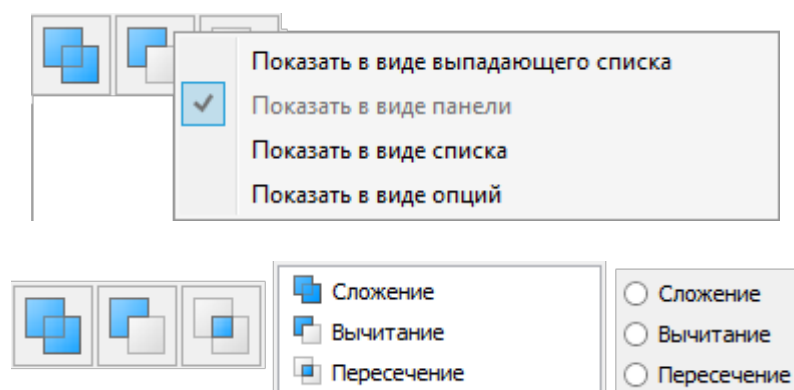 Показать в виде выпадающего списка
Показать в виде панели
Показать в виде списка
Показать в виде опций
Сложение
Вычитание
Пересечение
Сложение
Вычитание
Пересечение